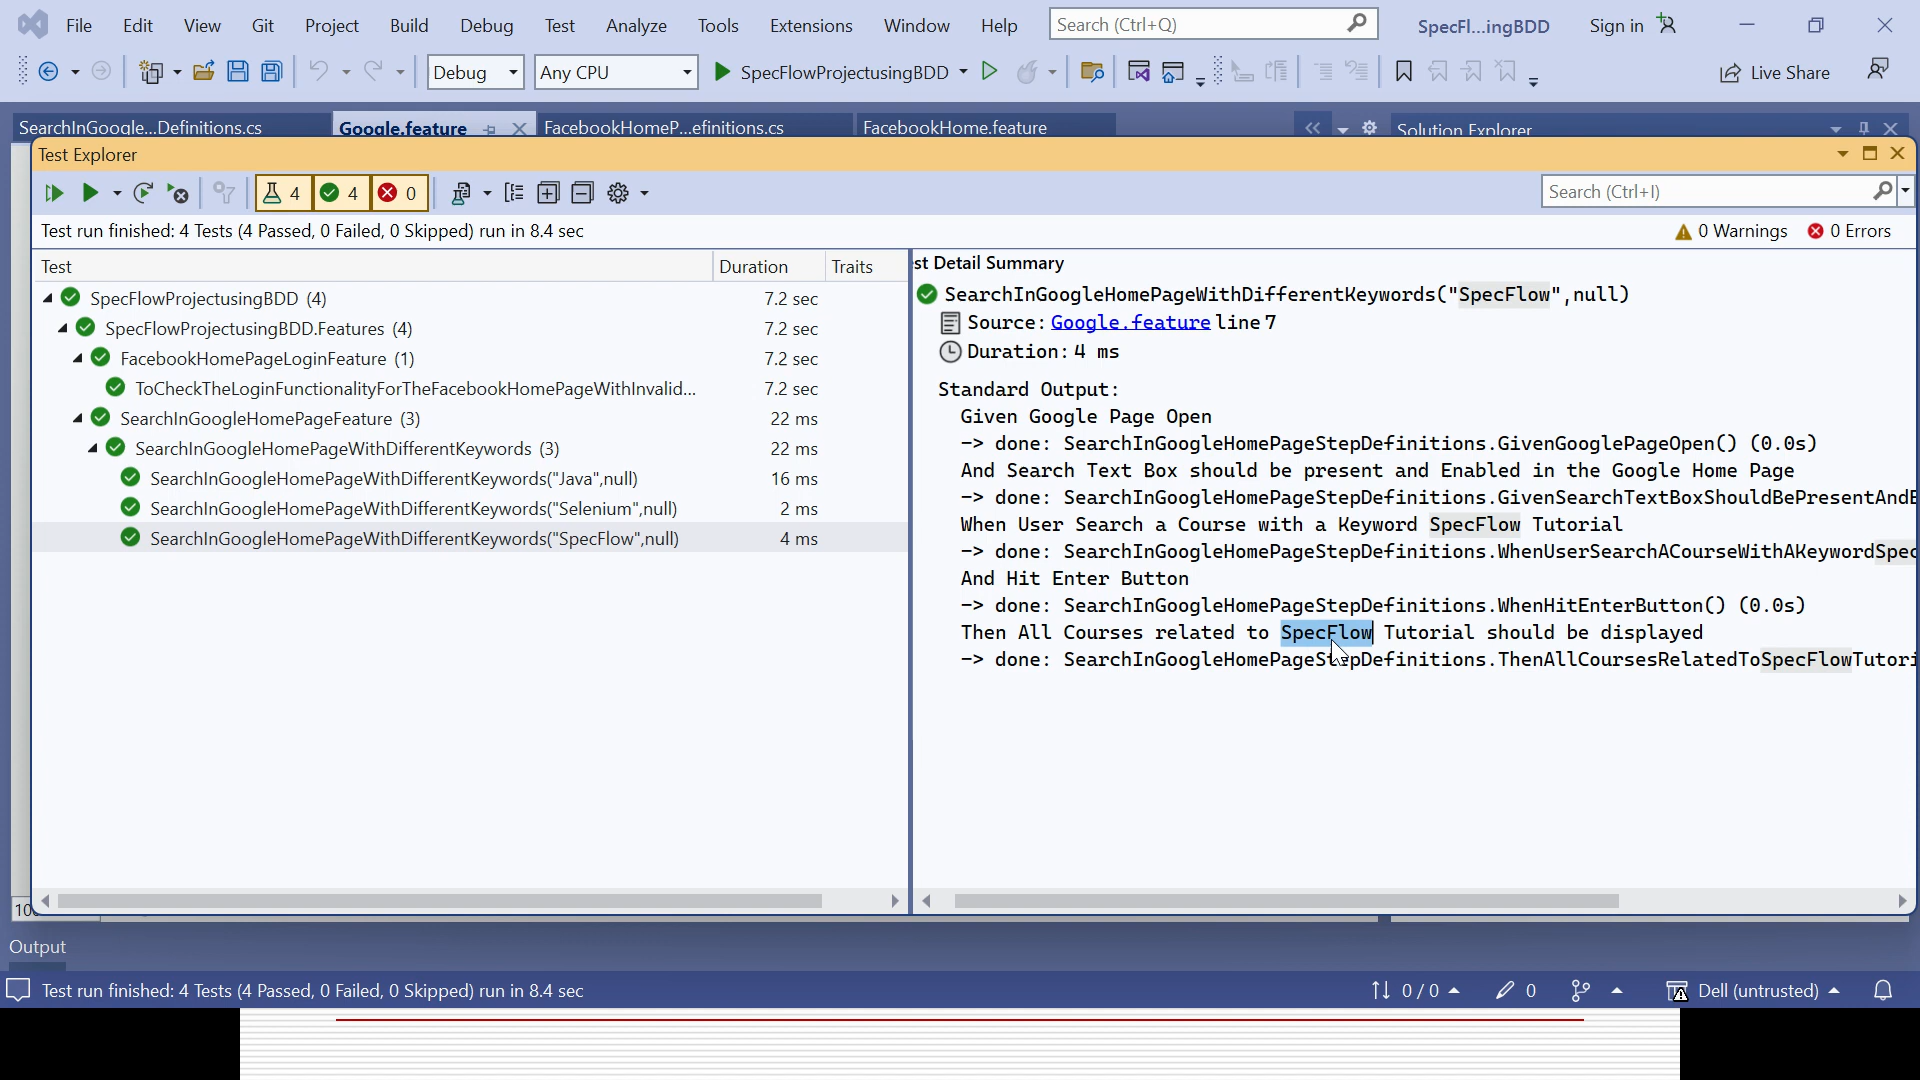 File Edit View Git Project Build Debug Test Analyze Tools Extensions Window Help Search (Ctrl+Q) SpecFl...ingBDD Sign in
Debug Any CPU SpecFlowProjectusingBDD Live Share
SearchInGoogle...Definitions.cs Google.feature FacebookHomeP...efinitions.cs FacebookHome.feature Solution Explorer
Test Explorer
4 4 0 Search (Ctrl+I)
Test run finished: 4 Tests (4 Passed, 0 Failed, 0 Skipped) run in 8.4 sec 0 Warnings 0 Errors
Test Duration Traits
SpecFlowProjectusingBDD (4) 7.2 sec
SpecFlowProjectusingBDD.Features (4) 7.2 sec
FacebookHomePageLoginFeature (1) 7.2 sec
ToCheckTheLoginFunctionalityForTheFacebookHomePageWithInvalid... 7.2 sec
SearchInGoogleHomePageFeature (3) 22 ms
SearchInGoogleHomePageWithDifferentKeywords (3) 22 ms
SearchInGoogleHomePageWithDifferentKeywords("Java",null) 16 ms
SearchInGoogleHomePageWithDifferentKeywords("Selenium",null) 2 ms
SearchInGoogleHomePageWithDifferentKeywords("SpecFlow",null) 4 ms
st Detail Summary
SearchInGoogleHomePageWithDifferentKeywords("SpecFlow",null)
Source: Google.feature line 7
Duration: 4 ms
Standard Output:
Given Google Page Open
-> done: SearchInGoogleHomePageStepDefinitions.GivenGooglePageOpen() (0.0s)
And Search Text Box should be present and Enabled in the Google Home Page
-> done: SearchInGoogleHomePageStepDefinitions.GivenSearchTextBoxShouldBePresentAndE
When User Search a Course with a Keyword SpecFlow Tutorial
-> done: SearchInGoogleHomePageStepDefinitions.WhenUserSearchACourseWithAKeywordSpec
And Hit Enter Button
-> done: SearchInGoogleHomePageStepDefinitions.WhenHitEnterButton() (0.0s)
Then All Courses related to SpecFlow Tutorial should be displayed
-> done: SearchInGoogleHomePageStepDefinitions.ThenAllCoursesRelatedToSpecFlowTutori
Output
Test run finished: 4 Tests (4 Passed, 0 Failed, 0 Skipped) run in 8.4 sec 0 / 0 0 Dell (untrusted)